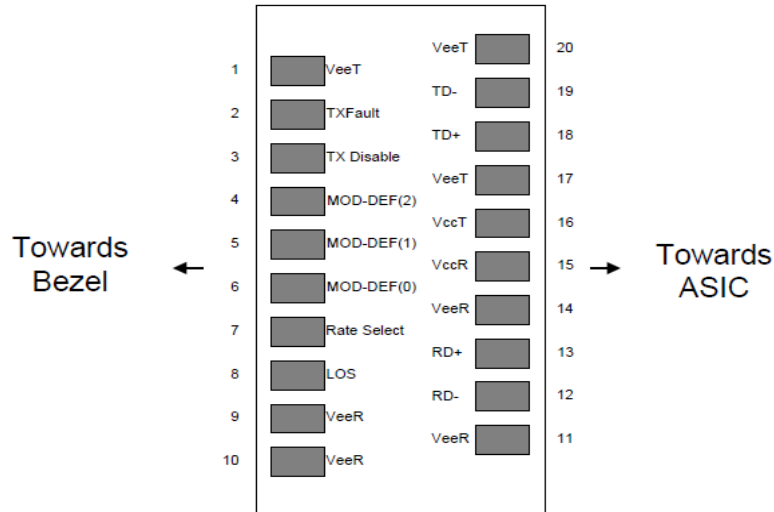 VeeT 20
1 VeeT
TD- 19
2 TXFault
TD+ 18
3 TX Disable
VeeT 17
4 MOD-DEF(2)
VccT 16
5 MOD-DEF(1)
Towards
Bezel
VccR 15
Towards
ASIC
6 MOD-DEF(0)
VeeR 14
7 Rate Select
RD+ 13
8 LOS
RD- 12
9 VeeR
VeeR 11
10 VeeR